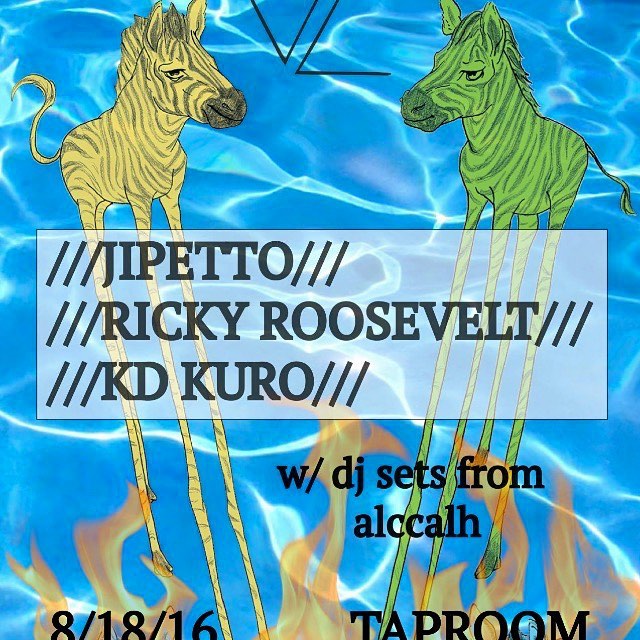 ///JIPETTO///
///RICKY ROOSEVELT///
///KD KURO///
w/ dj sets from
alccalh
8/18/16 TAPROOM